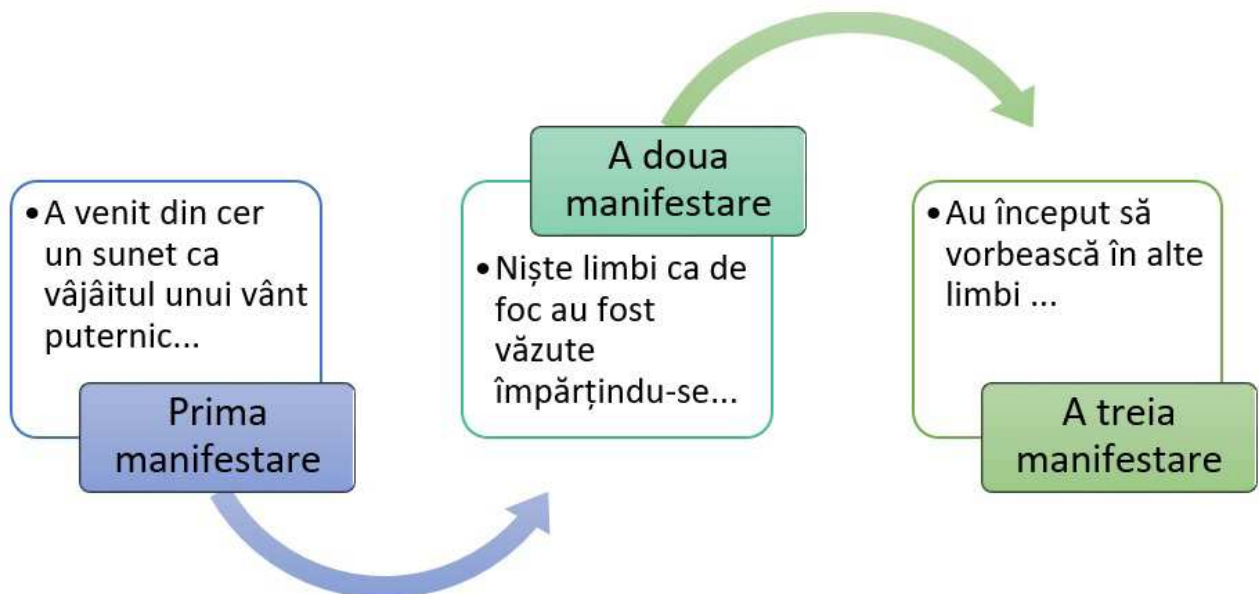 • A venit din cer
un sunet ca
vâjâitul unui vânt
puternic...
Prima
manifestare
A doua
manifestare
• Niște limbi ca de
foc au fost
văzute
împărțindu-se...
• Au început să
vorbească în alte
limbi ...
A treia
manifestare